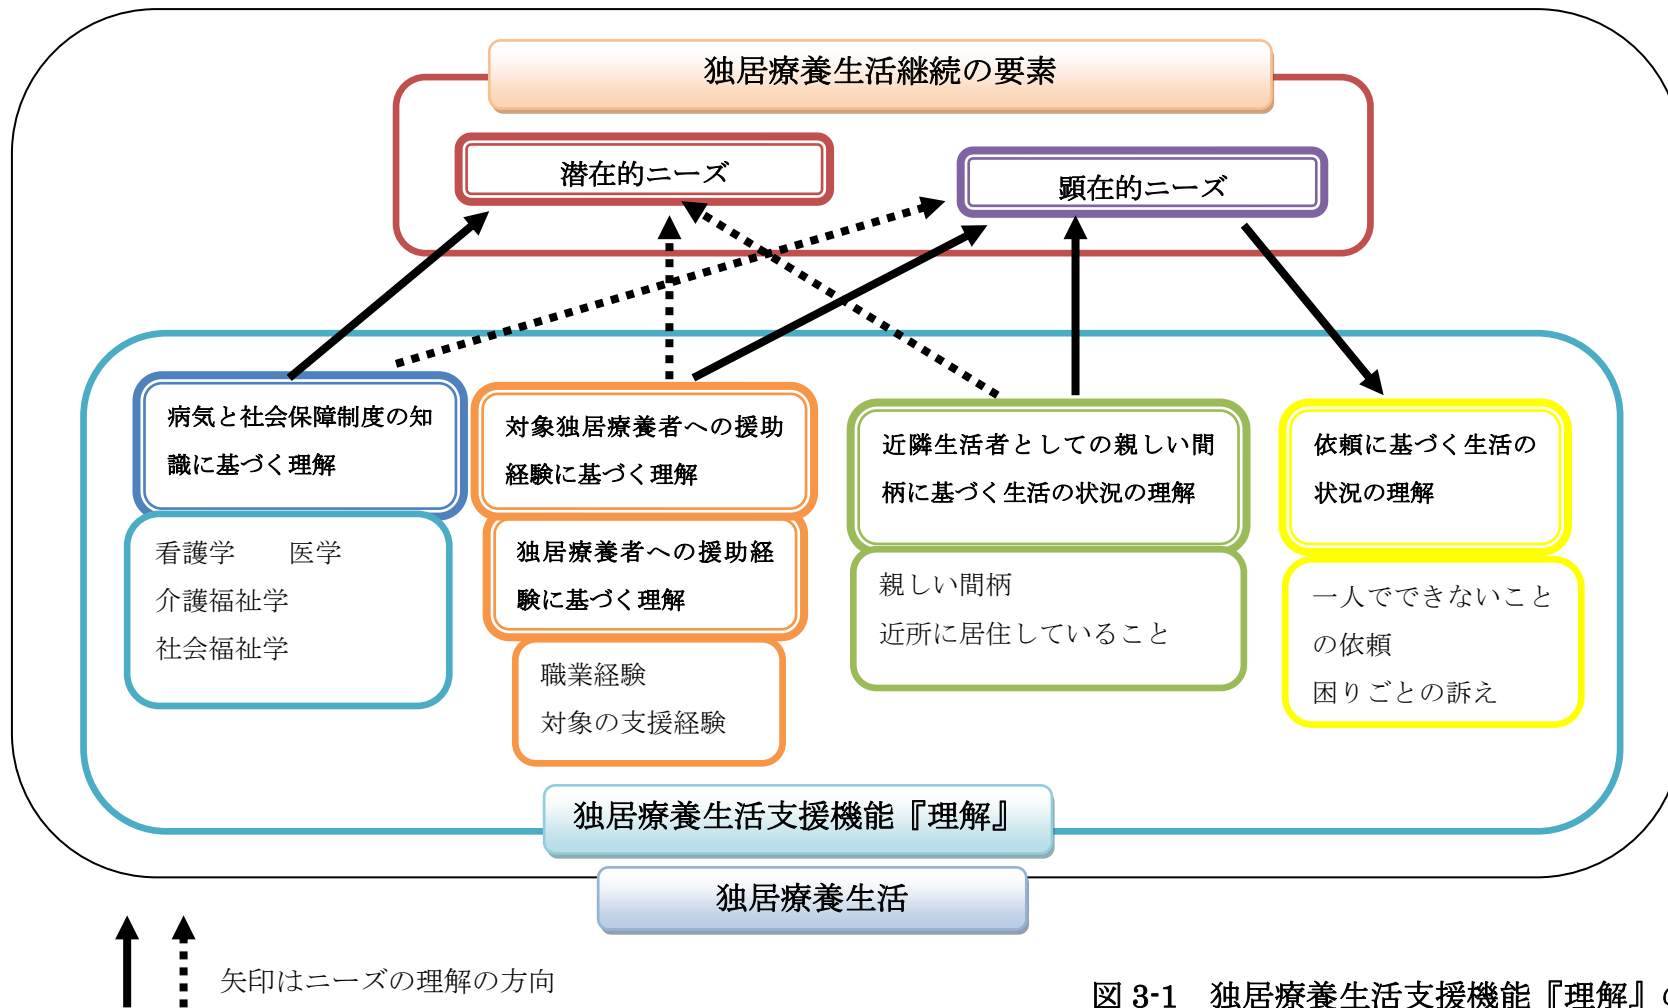 独居療養生活継続の要素
潜在的ニーズ
顕在的ニーズ
病気と社会保障制度の知
識に基づく理解
看護学　　医学
介護福祉学
社会福祉学
対象独居療養者への援助
経験に基づく理解
独居療養者への援助経
験に基づく理解
職業経験
対象の支援経験
近隣生活者としての親しい間
柄に基づく生活の状況の理解
親しい間柄
近所に居住していること
依頼に基づく生活の
状況の理解
一人でできないこと
の依頼
困りごとの訴え
独居療養生活支援機能『理解』
独居療養生活
矢印はニーズの理解の方向
図 3-1　独居療養生活支援機能『理解』